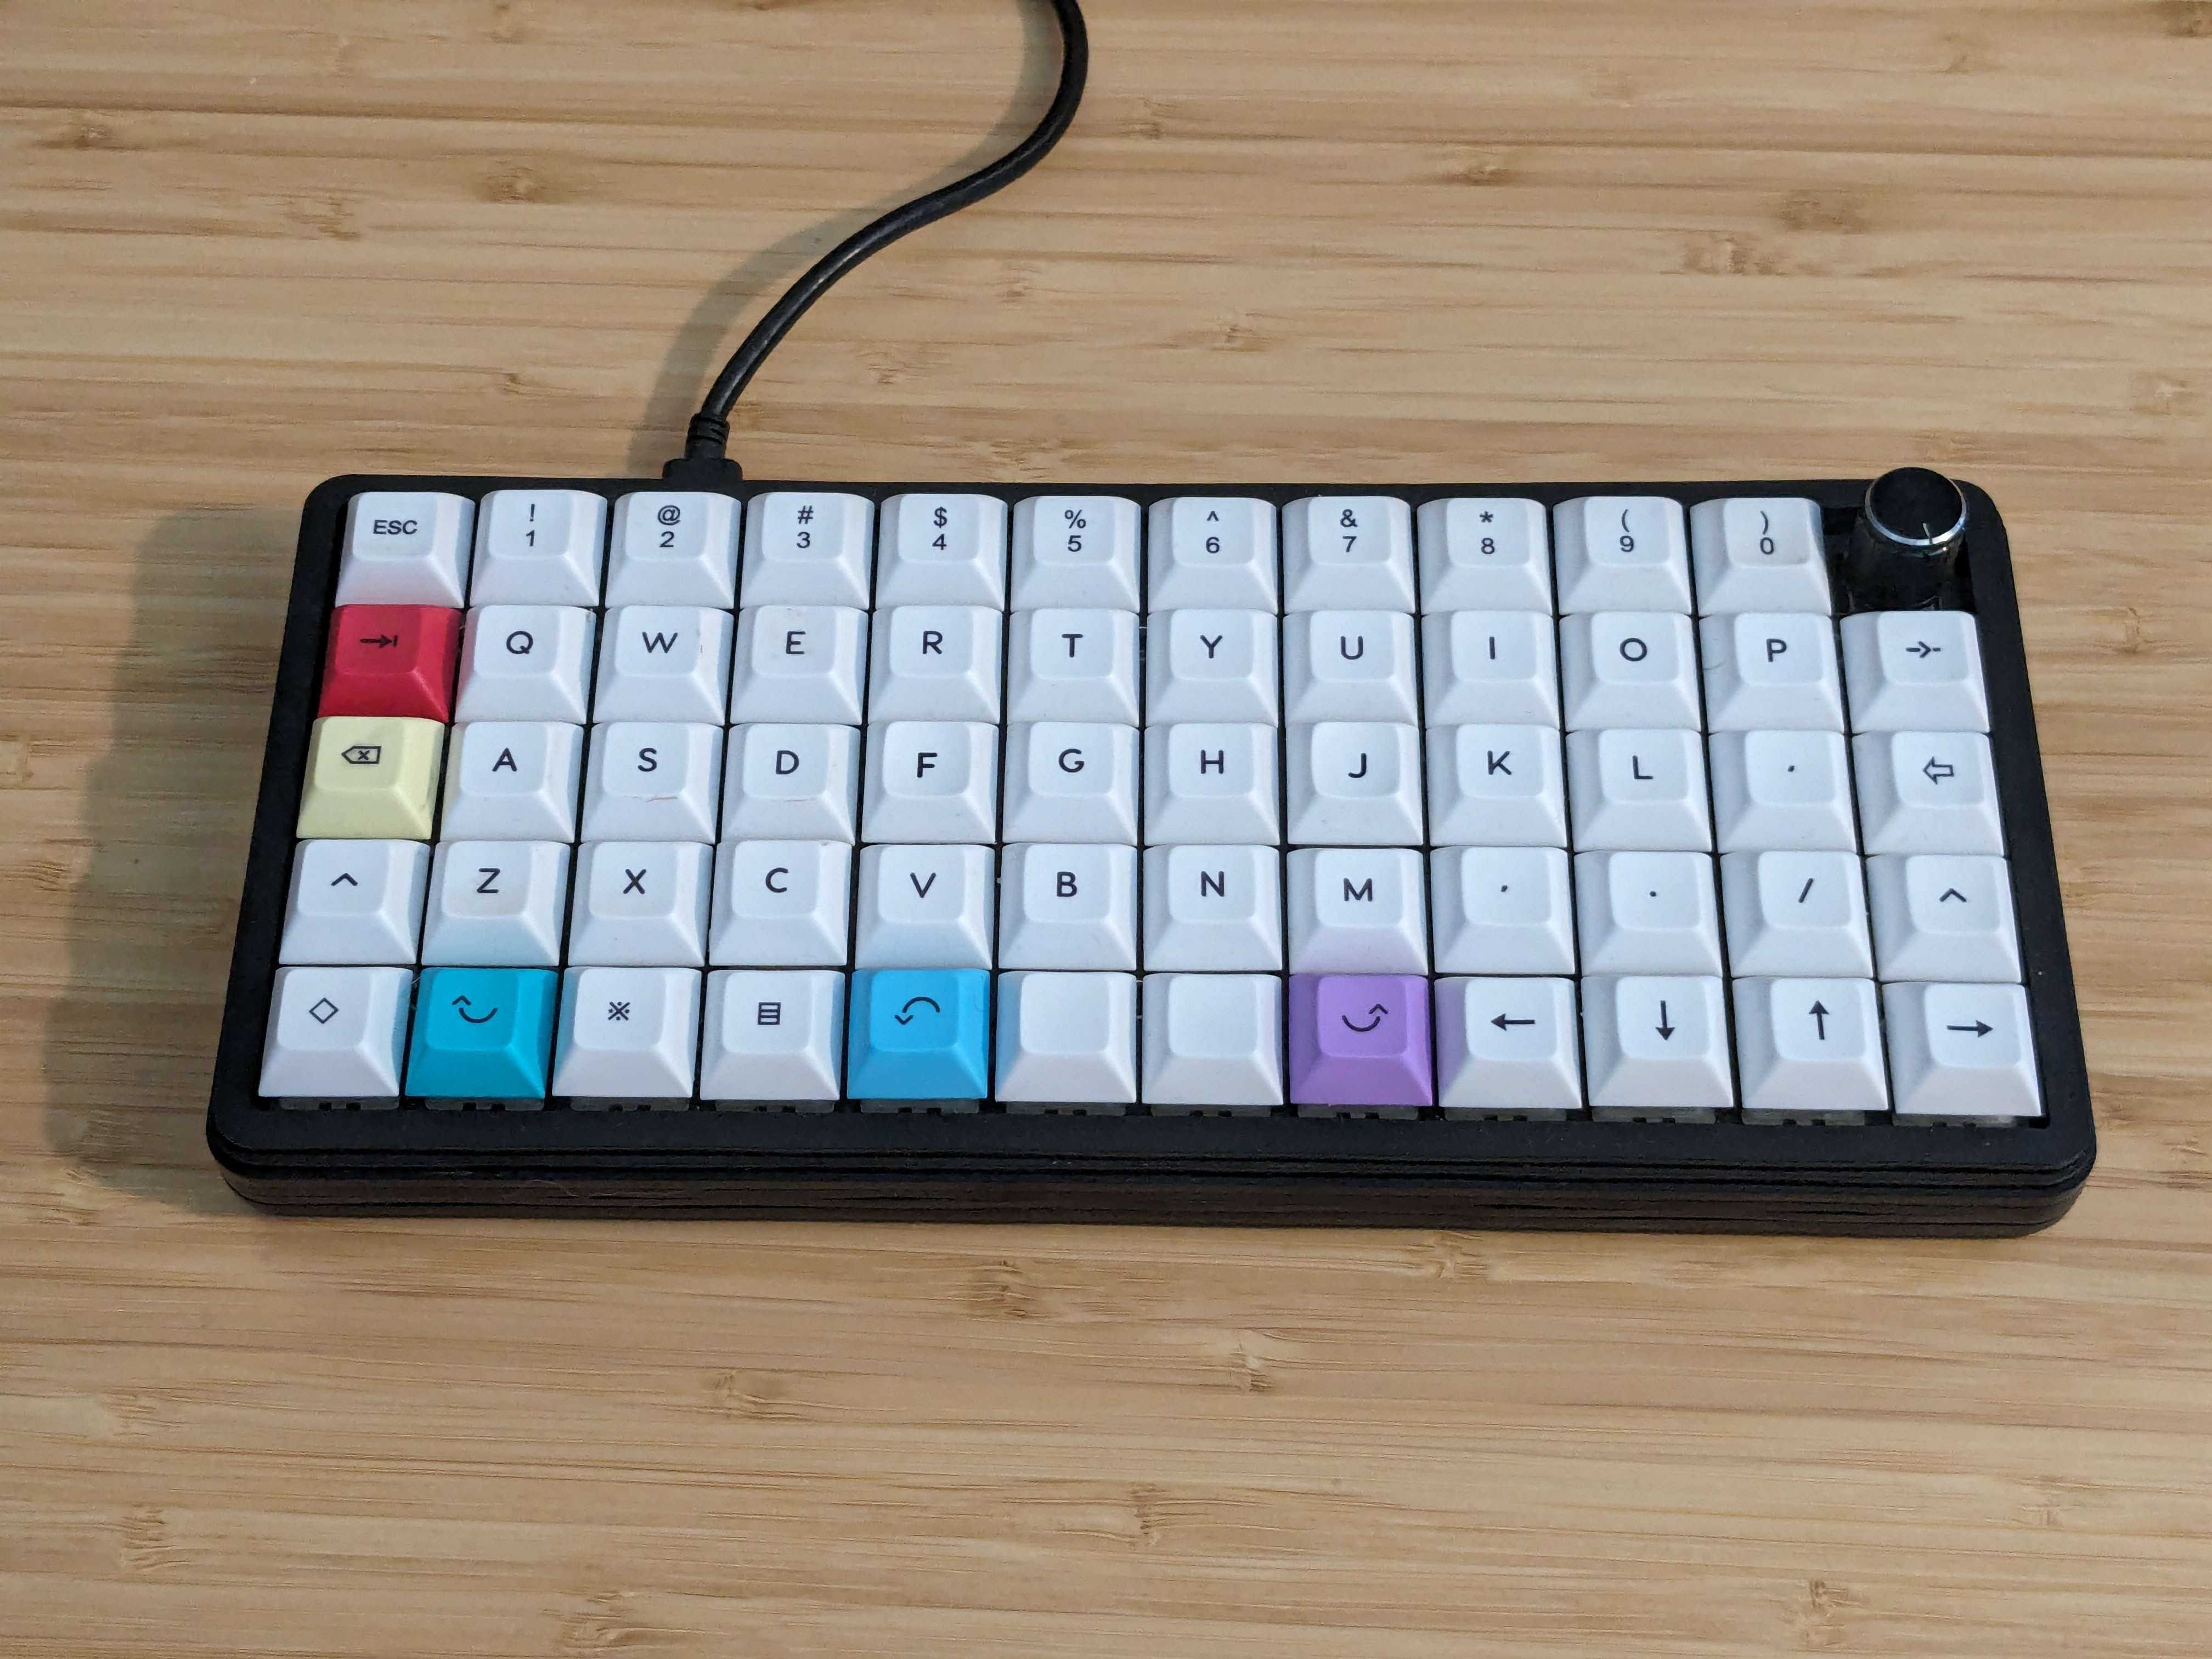 ESC ! @ # $ % ^ & * ( )
1 2 3 4 5 6 7 8 9 0
Q W E R T Y U I O P
A S D F G H J K L ′
^ Z X C V B N M , . / ^
◇ ※ ← ↓ ↑ →